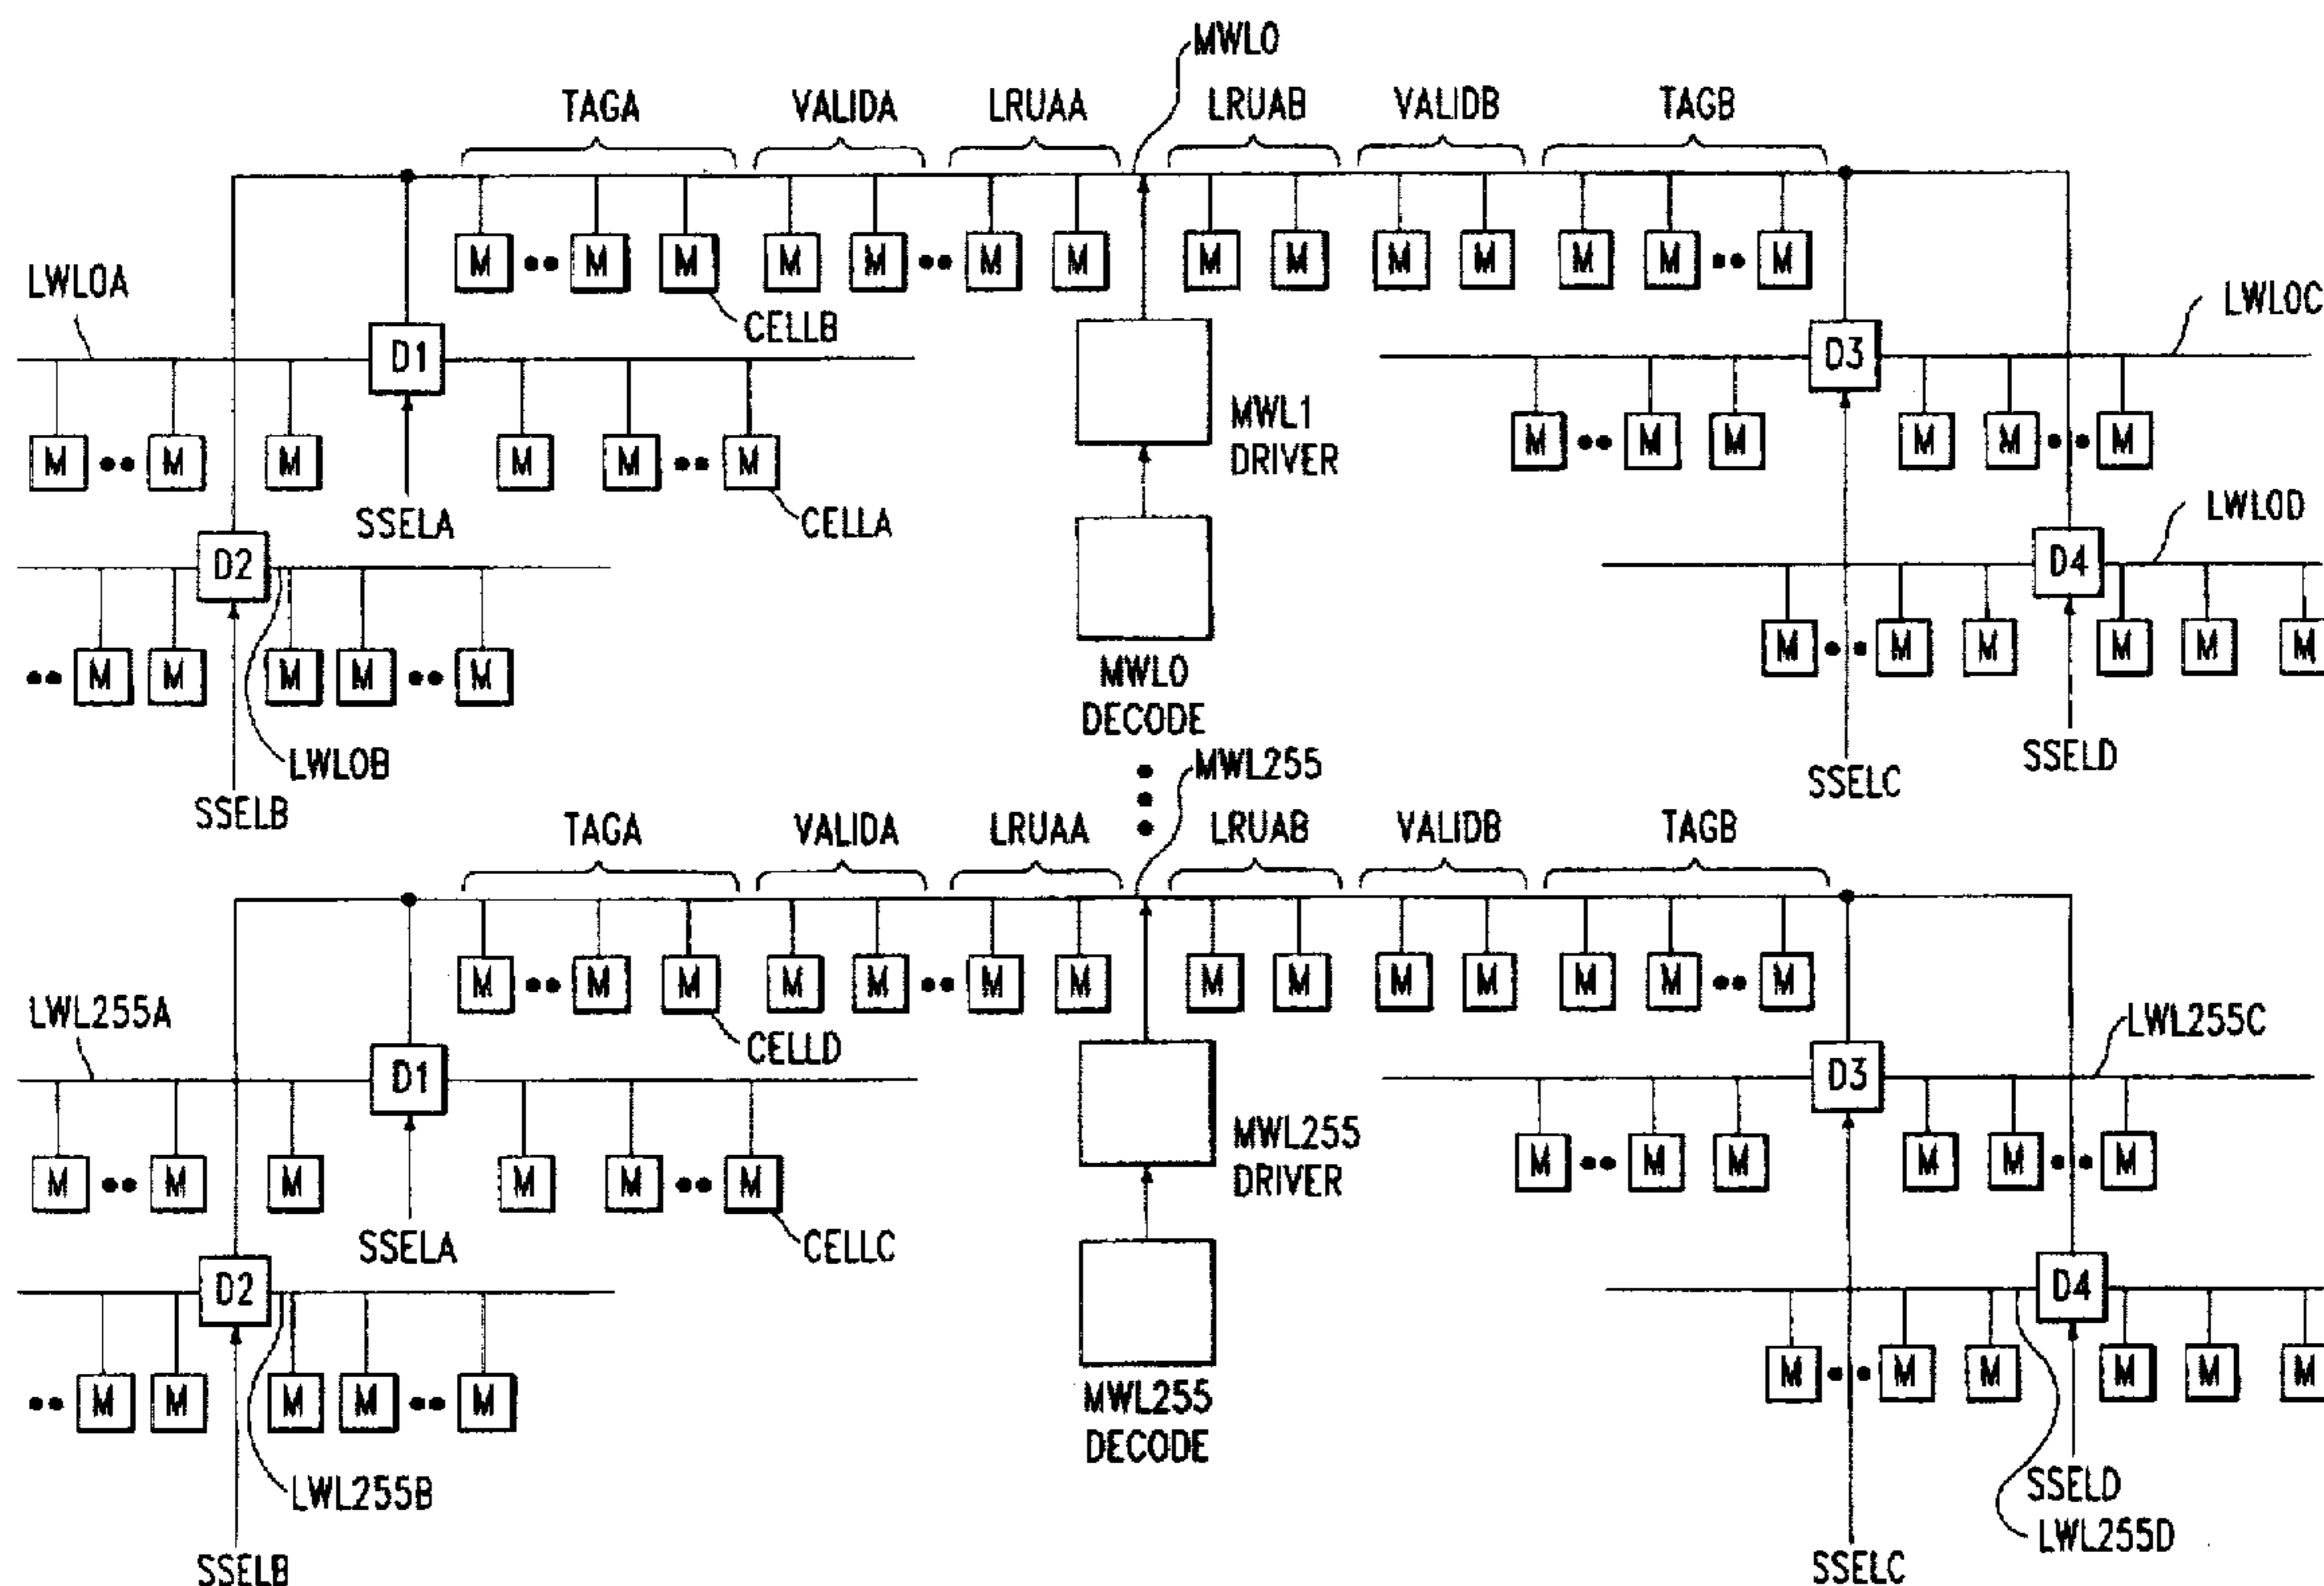 MWL0
TAGA VALIDA LRUAA LRUAB VALIDB TAGB
M M M M M M M M M M M M M M
LWL0A
CELLB
LWL0C
D1
D3
MWL1
DRIVER
M M M M M M
M M M M M M
SSELA
CELLA
LWL0D
D2
D4
M M M M M
M M M M M M
MWL0
DECODE
LWL0B
SSELB
SSELC
SSELD
MWL255
TAGA VALIDA LRUAA LRUAB VALIDB TAGB
M M M M M M M M M M M M M M
LWL255A
CELLD
LWL255C
D1
D3
MWL255
DRIVER
M M M M M M
M M M M M M
SSELA
CELLC
D2
D4
M M M M M
M M M M M M
MWL255
DECODE
LWL255B
SSELD
LWL255D
SSELB
SSELC